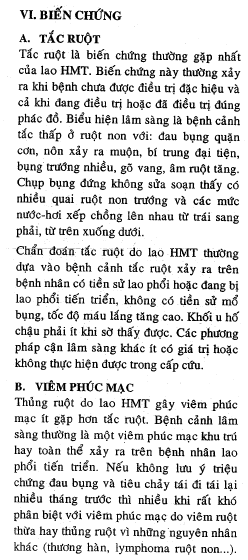 VI. BIẾN CHỨNG
A. TẮC RUỘT
Tắc ruột là biến chứng thường gặp nhất
của lao HMT. Biến chứng này thường xảy
ra khi bệnh chưa được điều trị đặc hiệu và
cả khi đang điều trị hoặc đã điều trị đúng
phác đồ. Biểu hiện lâm sàng là bệnh cảnh
tắc thấp ở ruột non với: đau bụng quặn
cơn, nôn xảy ra muộn, bí trung đại tiện,
bụng trướng nhiều, gõ vang, âm ruột tăng.
Chụp bụng đứng không sửa soạn thấy có
nhiều quai ruột non trướng và các mức
nước-hơi xếp chồng lên nhau từ trái sang
phải, từ trên xuống dưới.
Chẩn đoán tắc ruột do lao HMT thường
dựa vào bệnh cảnh tắc ruột xảy ra trên
bệnh nhân có tiền sử lao phổi hoặc đang bị
lao phổi tiến triển, không có tiền sử mổ
bụng, tốc độ máu lắng tăng cao. Khối u hố
chậu phải ít khi sờ thấy được. Các phương
pháp cận lâm sàng khác ít có giá trị hoặc
không thực hiện được trong cấp cứu.
B. VIÊM PHÚC MẠC
Thủng ruột do lao HMT gây viêm phúc
mạc ít gặp hơn tắc ruột. Bệnh cảnh lâm
sàng thường là một viêm phúc mạc khu trú
hay toàn thể xảy ra trên bệnh nhân lao
phổi tiến triển. Nếu không lưu ý triệu
chứng đau bụng và tiêu chảy tái đi tái lại
nhiều tháng trước thì nhiều khi rất khó
phân biệt với viêm phúc mạc do viêm ruột
thừa hay thủng ruột vì những nguyên nhân
khác (thương hàn, lymphoma ruột non...).